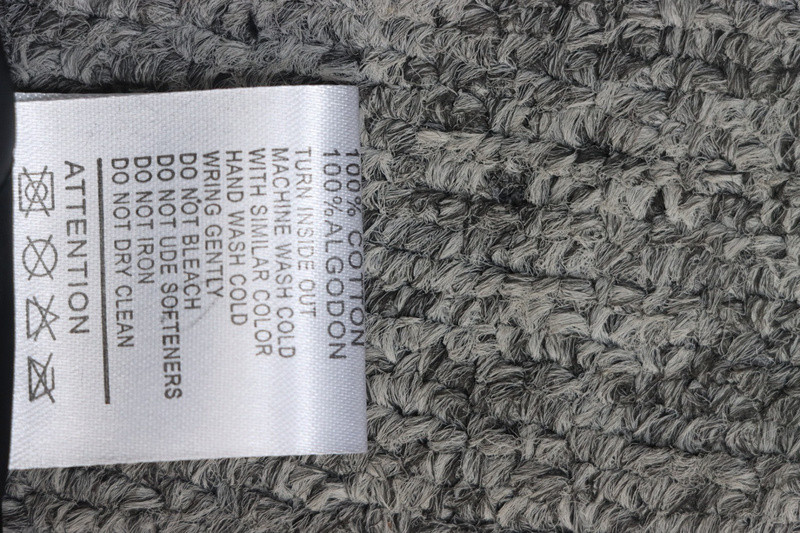 100% COTTON
100%ALGODON
TURN INSIDE OUT
MACHINE WASH COLD
WITH SIMILAR COLOR
HAND WASH COLD
WRING GENTLY
DO NOT BLEACH
DO NOT UDE SOFTENERS
DO NOT IRON
DO NOT DRY CLEAN
ATTENTION